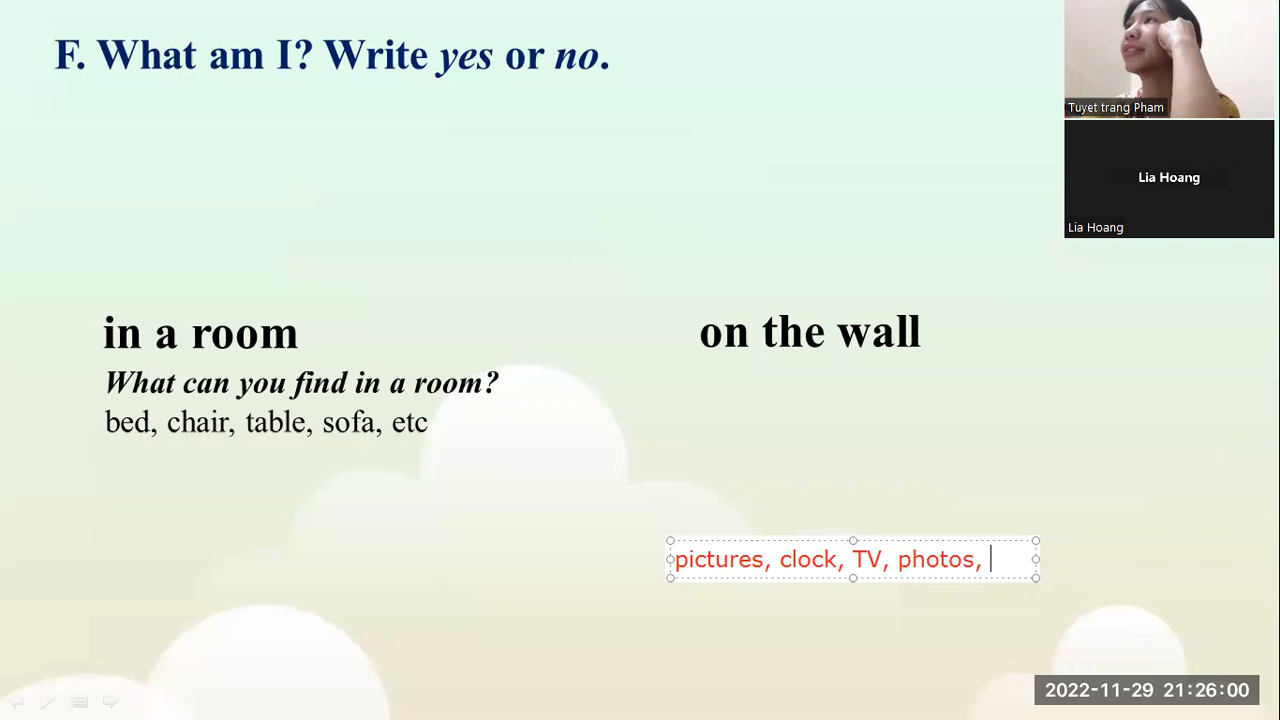 F. What am I? Write yes or no.
Tuyet trang Pham
Lia Hoang
Lia Hoang
in a room
on the wall
What can you find in a room?
bed, chair, table, sofa, etc
pictures, clock, TV, photos,
2022-11-29 21:26:00